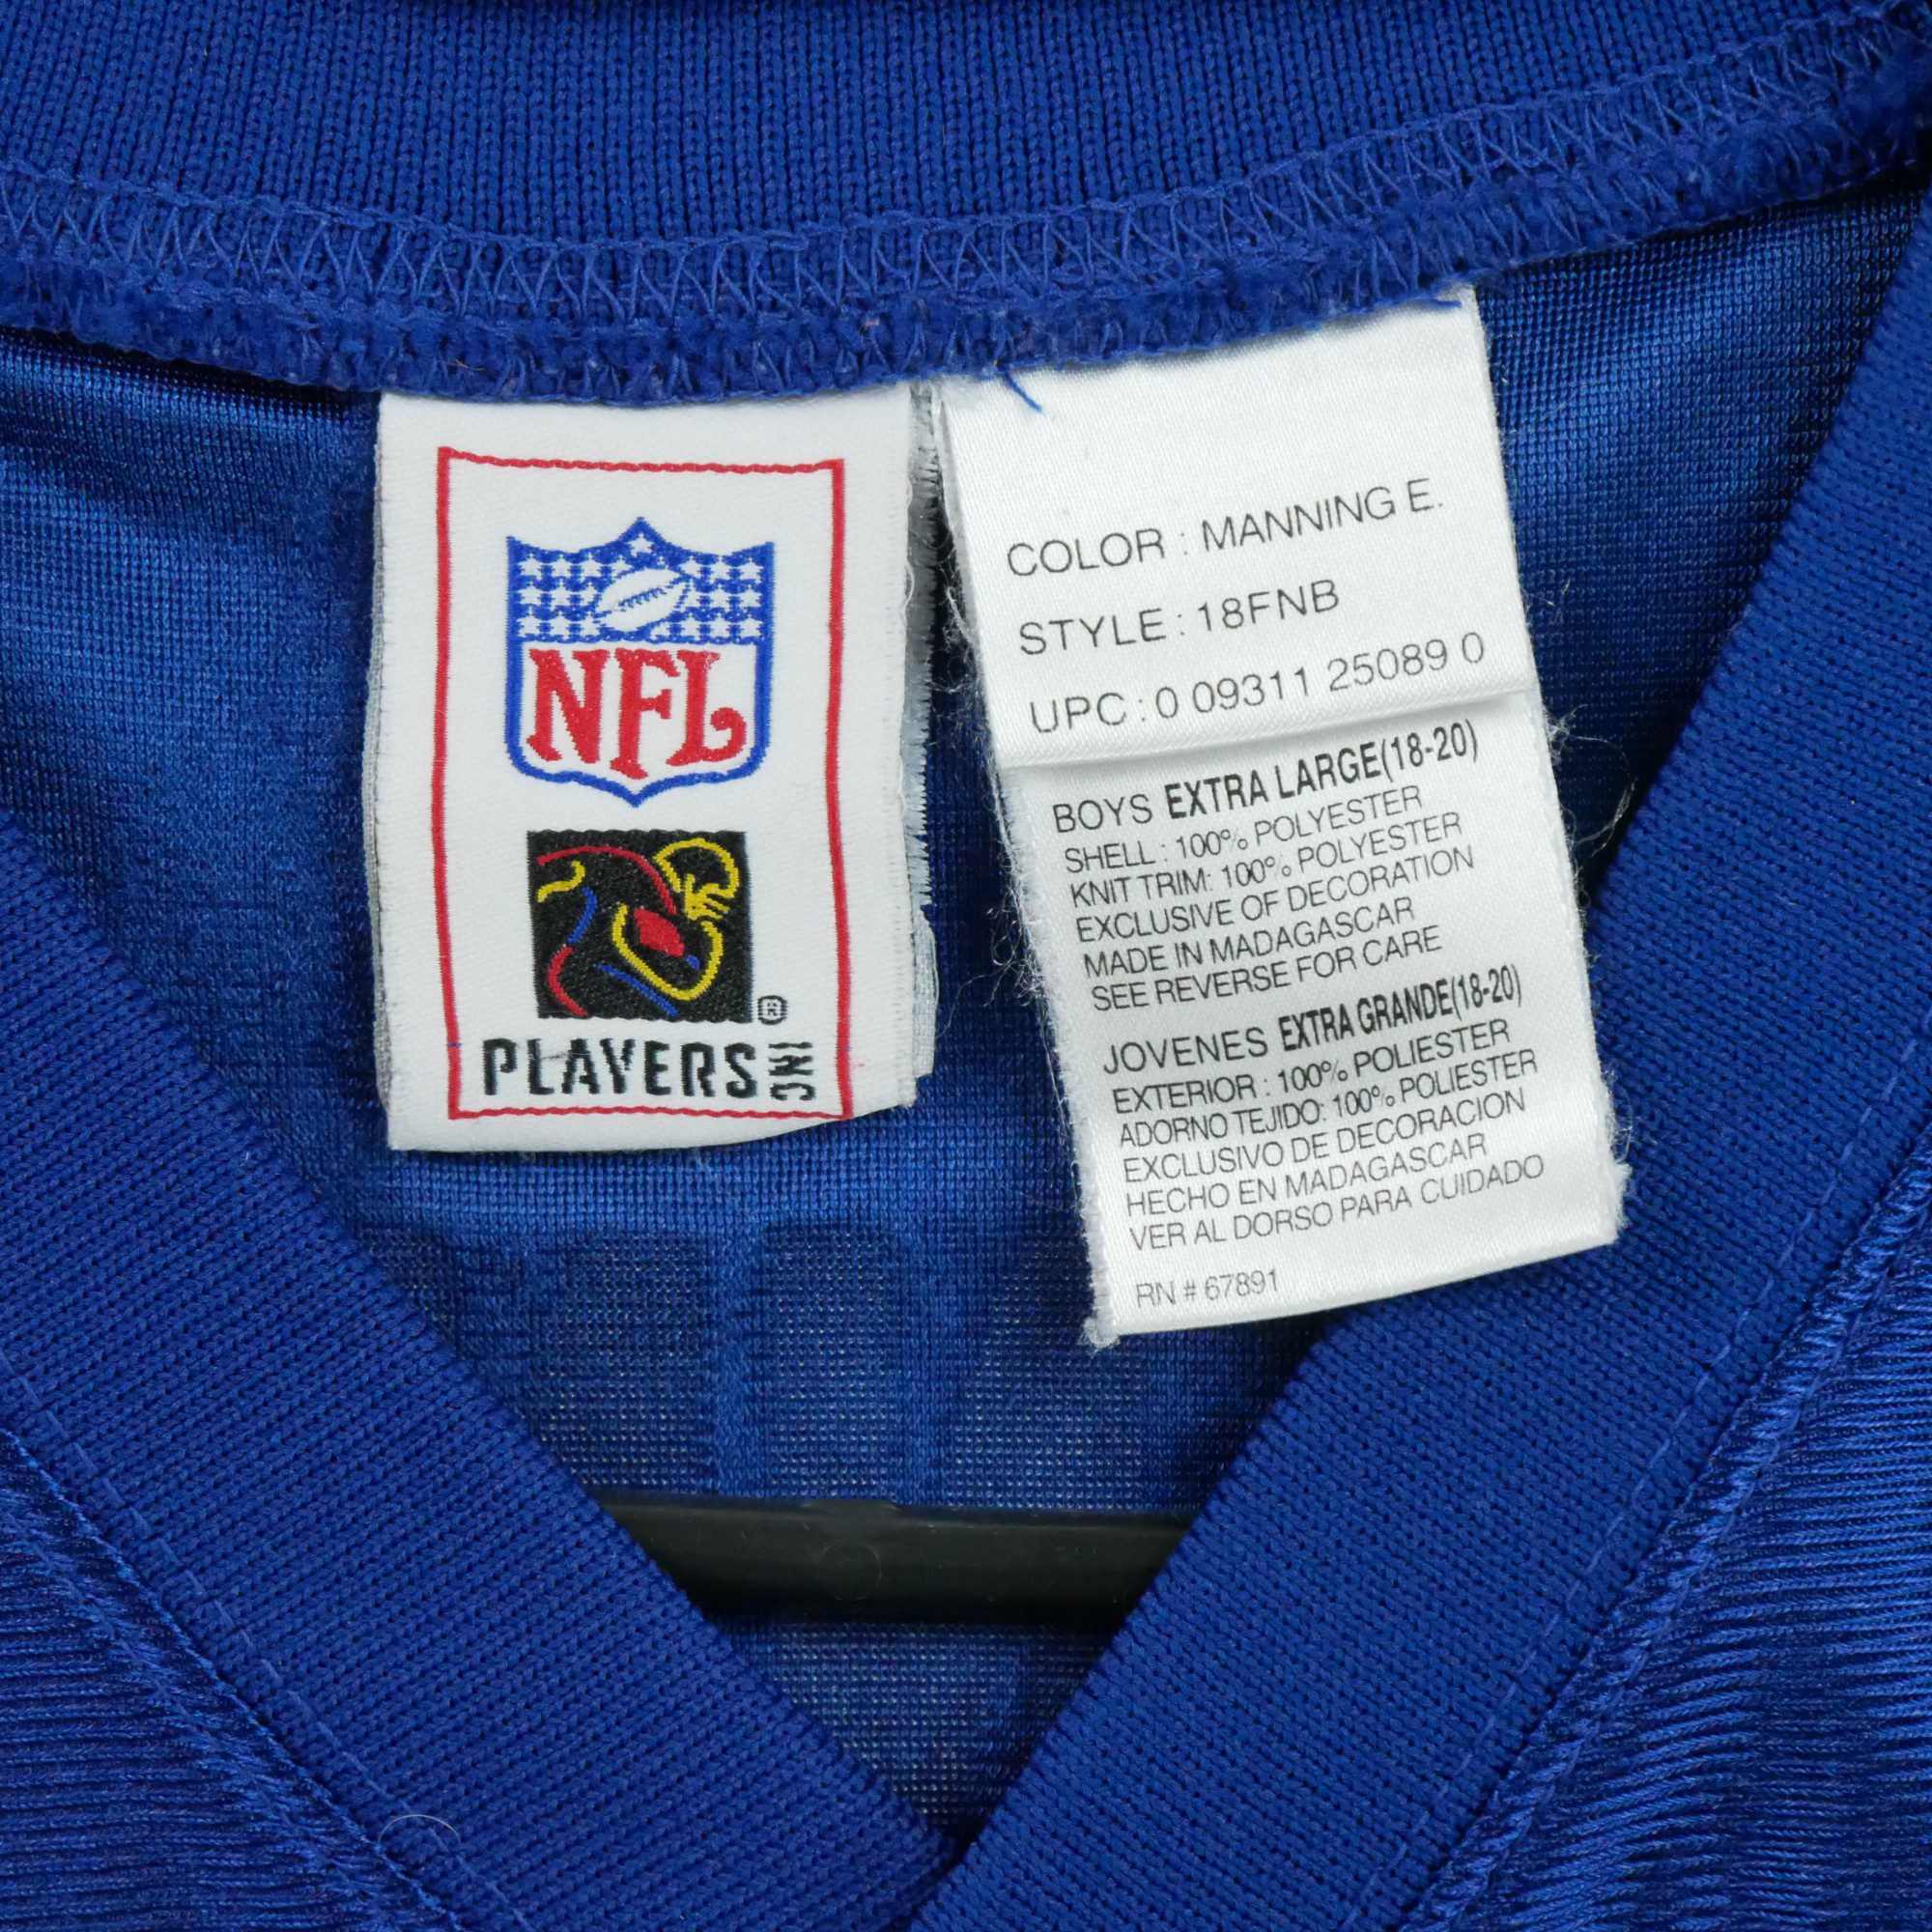 NFL
PLAYERS INC
®
COLOR : MANNING E.
STYLE : 18FNB
UPC : 0 09311 25089 0
BOYS EXTRA LARGE(18-20)
SHELL : 100% POLYESTER
KNIT TRIM: 100% POLYESTER
EXCLUSIVE OF DECORATION
MADE IN MADAGASCAR
SEE REVERSE FOR CARE
JOVENES EXTRA GRANDE(18-20)
EXTERIOR : 100% POLIESTER
ADORNO TEJIDO: 100% POLIESTER
EXCLUSIVO DE DECORACION
HECHO EN MADAGASCAR
VER AL DORSO PARA CUIDADO
RN # 67891